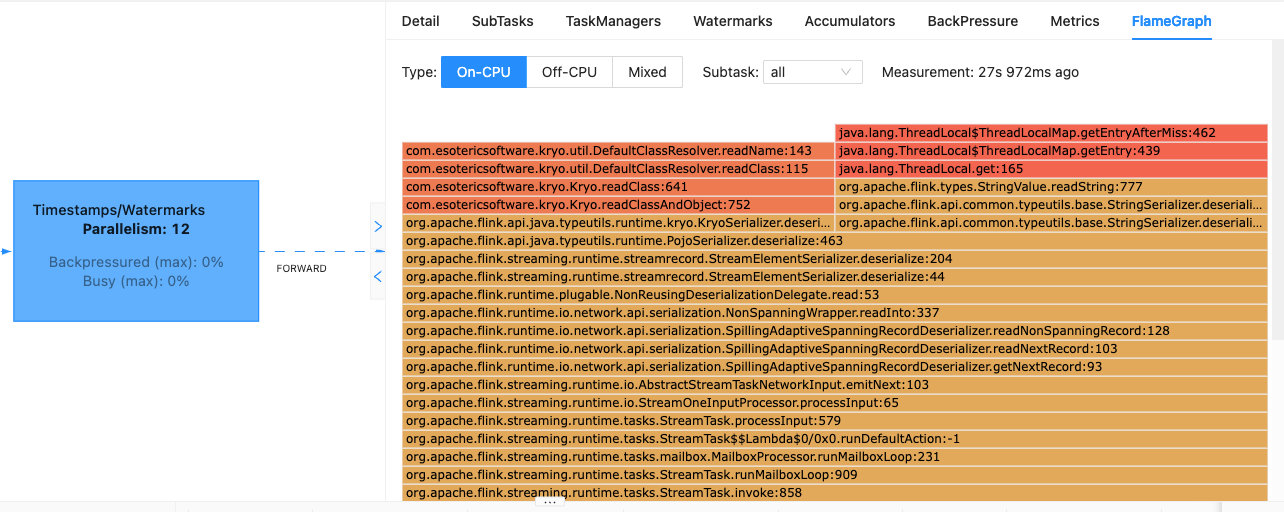 Detail SubTasks TaskManagers Watermarks Accumulators BackPressure Metrics FlameGraph
Type: On-CPU Off-CPU Mixed Subtask: all Measurement: 27s 972ms ago
Timestamps/Watermarks
Parallelism: 12
Backpressured (max): 0%
Busy (max): 0%
FORWARD
java.lang.ThreadLocal$ThreadLocalMap.getEntryAfterMiss:462
com.esotericsoftware.kryo.util.DefaultClassResolver.readName:143 java.lang.ThreadLocal$ThreadLocalMap.getEntry:439
com.esotericsoftware.kryo.util.DefaultClassResolver.readClass:115 java.lang.ThreadLocal.get:165
com.esotericsoftware.kryo.Kryo.readClass:641 org.apache.flink.types.StringValue.readString:777
com.esotericsoftware.kryo.Kryo.readClassAndObject:752 org.apache.flink.api.common.typeutils.base.StringSerializer.deseriali...
org.apache.flink.api.java.typeutils.runtime.kryo.KryoSerializer.deseri... org.apache.flink.api.common.typeutils.base.StringSerializer.deseriali...
org.apache.flink.api.java.typeutils.runtime.PojoSerializer.deserialize:463
org.apache.flink.streaming.runtime.streamrecord.StreamElementSerializer.deserialize:204
org.apache.flink.streaming.runtime.streamrecord.StreamElementSerializer.deserialize:44
org.apache.flink.runtime.plugable.NonReusingDeserializationDelegate.read:53
org.apache.flink.runtime.io.network.api.serialization.NonSpanningWrapper.readInto:337
org.apache.flink.runtime.io.network.api.serialization.SpillingAdaptiveSpanningRecordDeserializer.readNonSpanningRecord:128
org.apache.flink.runtime.io.network.api.serialization.SpillingAdaptiveSpanningRecordDeserializer.readNextRecord:103
org.apache.flink.runtime.io.network.api.serialization.SpillingAdaptiveSpanningRecordDeserializer.getNextRecord:93
org.apache.flink.streaming.runtime.io.AbstractStreamTaskNetworkInput.emitNext:103
org.apache.flink.streaming.runtime.io.StreamOneInputProcessor.processInput:65
org.apache.flink.streaming.runtime.tasks.StreamTask.processInput:579
org.apache.flink.streaming.runtime.tasks.StreamTask$$Lambda$0/0x0.runDefaultAction:-1
org.apache.flink.streaming.runtime.tasks.mailbox.MailboxProcessor.runMailboxLoop:231
org.apache.flink.streaming.runtime.tasks.StreamTask.runMailboxLoop:909
org.apache.flink.streaming.runtime.tasks.StreamTask.invoke:858